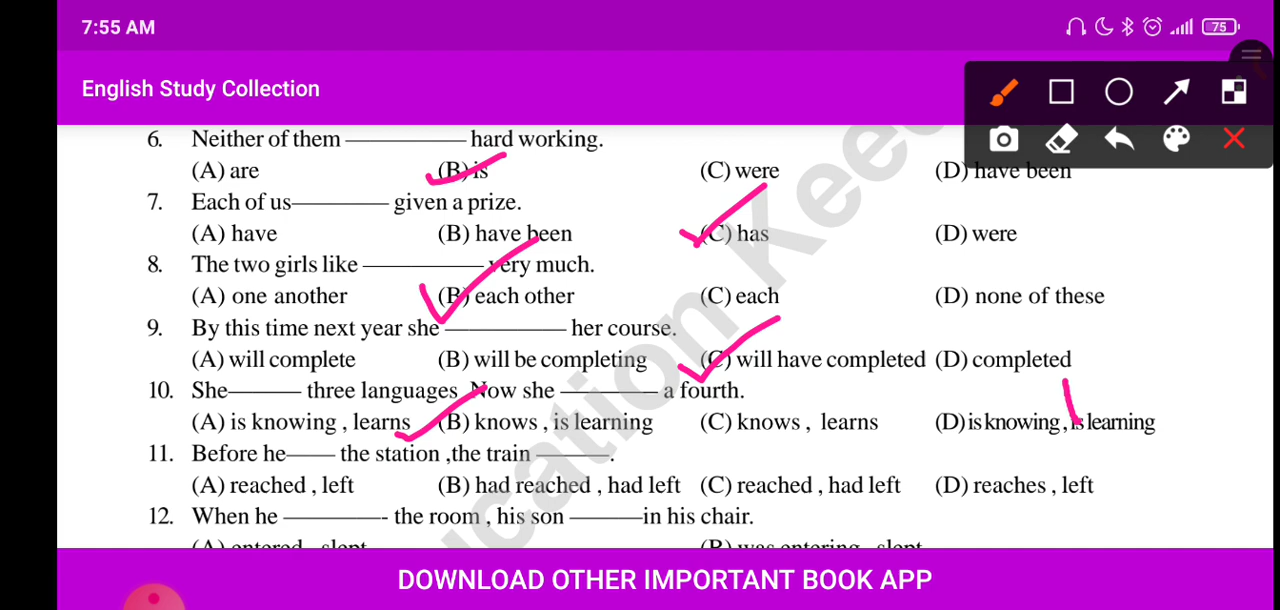 7:55 AM
75
English Study Collection
6. Neither of them ———— hard working.
(A) are (B) is (C) were (D) have been
7. Each of us———— given a prize.
(A) have (B) have been (C) has (D) were
8. The two girls like ———— very much.
(A) one another (B) each other (C) each (D) none of these
9. By this time next year she ———— her course.
(A) will complete (B) will be completing (C) will have completed (D) completed
10. She——— three languages Now she ——— a fourth.
(A) is knowing , learns (B) knows , is learning (C) knows , learns (D) is knowing , is learning
11. Before he—— the station ,the train ———.
(A) reached , left (B) had reached , had left (C) reached , had left (D) reaches , left
12. When he ————- the room , his son ———in his chair.
(A) entered slept (B) was entering slept
DOWNLOAD OTHER IMPORTANT BOOK APP